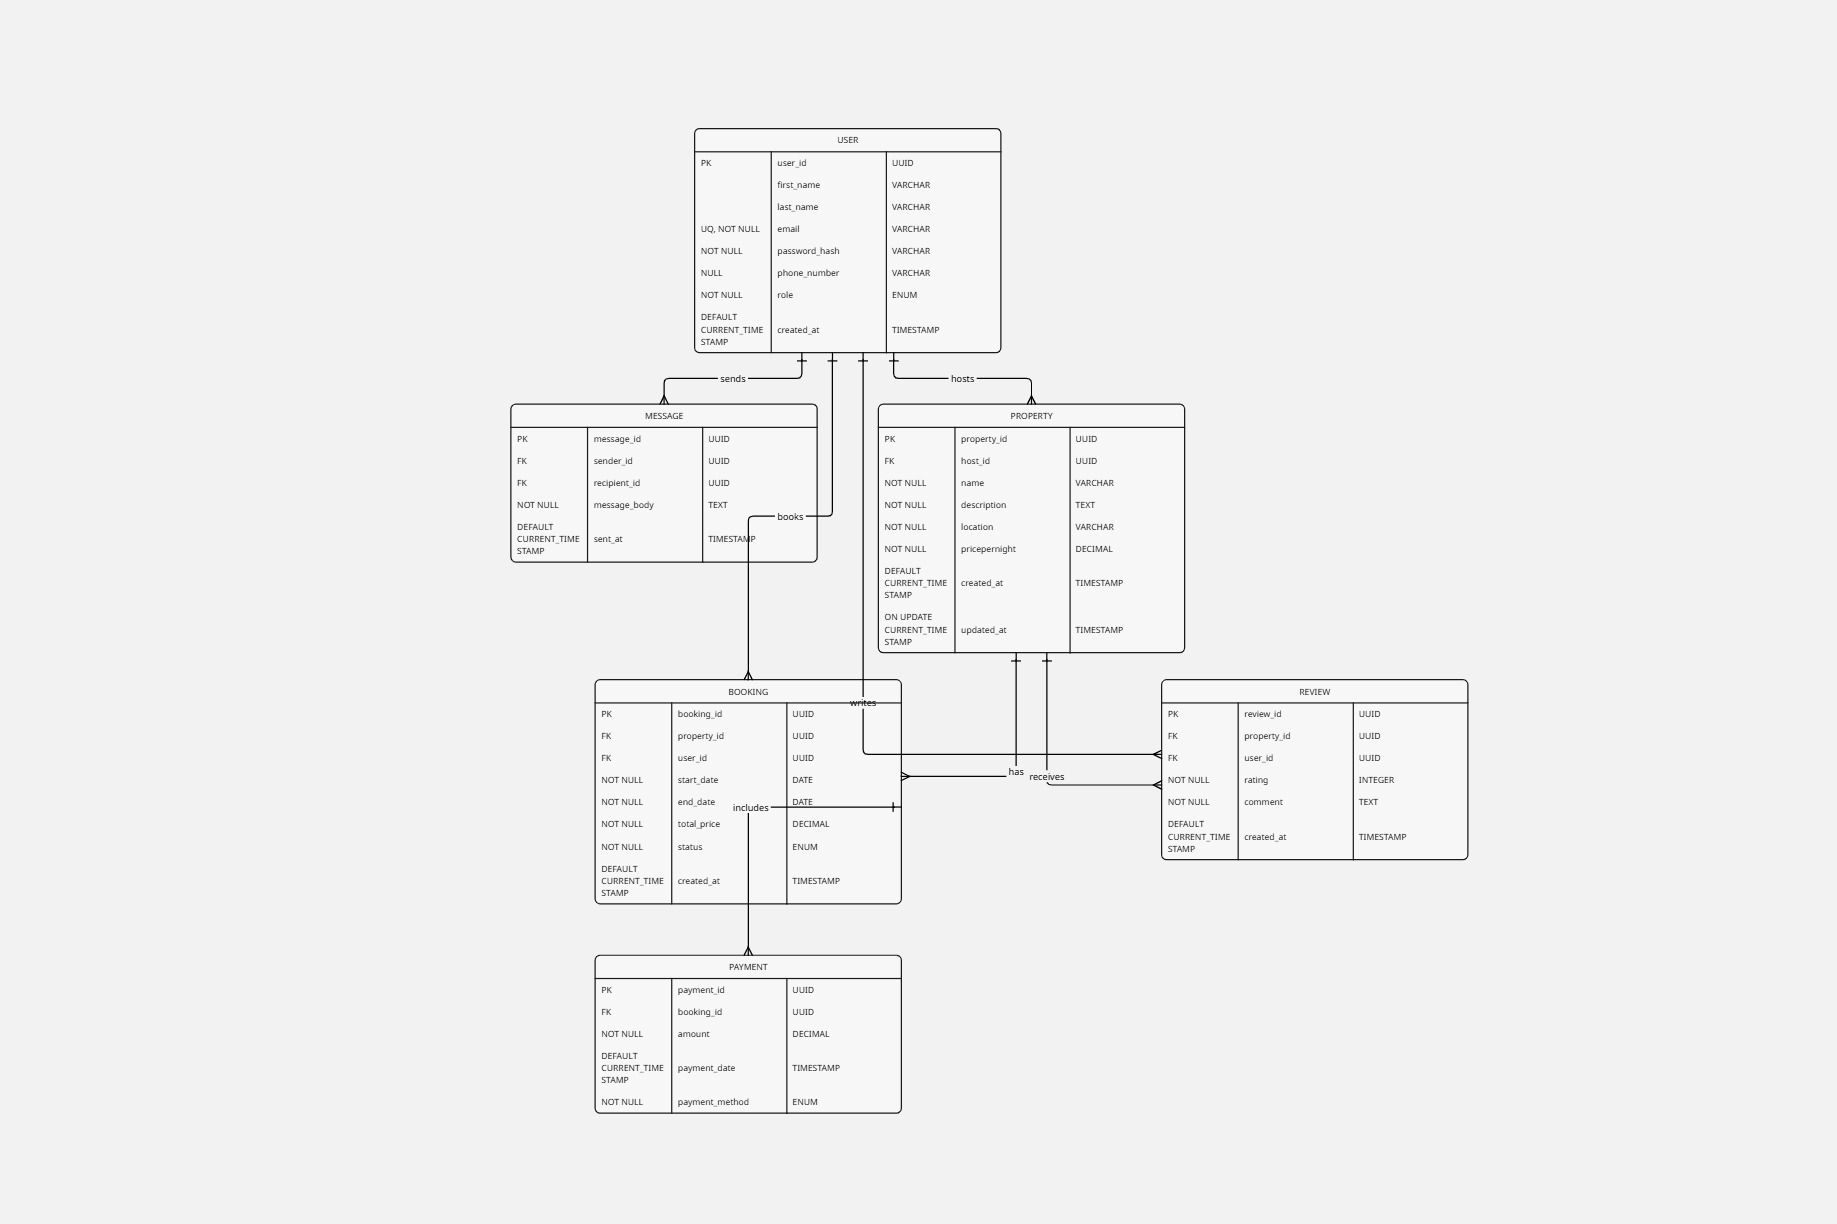 USER
PK user_id UUID
first_name VARCHAR
last_name VARCHAR
UQ, NOT NULL email VARCHAR
NOT NULL password_hash VARCHAR
NULL phone_number VARCHAR
NOT NULL role ENUM
DEFAULT
CURRENT_TIME created_at TIMESTAMP
STAMP
sends
hosts
MESSAGE
PK message_id UUID
FK sender_id UUID
FK recipient_id UUID
NOT NULL message_body TEXT
DEFAULT
CURRENT_TIME sent_at TIMESTAMP
STAMP
books
PROPERTY
PK property_id UUID
FK host_id UUID
NOT NULL name VARCHAR
NOT NULL description TEXT
NOT NULL location VARCHAR
NOT NULL pricepernight DECIMAL
DEFAULT
CURRENT_TIME created_at TIMESTAMP
STAMP
ON UPDATE
CURRENT_TIME updated_at TIMESTAMP
STAMP
BOOKING
writes
PK booking_id UUID
FK property_id UUID
FK user_id UUID
NOT NULL start_date DATE
NOT NULL end_date DATE
includes
NOT NULL total_price DECIMAL
NOT NULL status ENUM
DEFAULT
CURRENT_TIME created_at TIMESTAMP
STAMP
has
receives
REVIEW
PK review_id UUID
FK property_id UUID
FK user_id UUID
NOT NULL rating INTEGER
NOT NULL comment TEXT
DEFAULT
CURRENT_TIME created_at TIMESTAMP
STAMP
PAYMENT
PK payment_id UUID
FK booking_id UUID
NOT NULL amount DECIMAL
DEFAULT
CURRENT_TIME payment_date TIMESTAMP
STAMP
NOT NULL payment_method ENUM